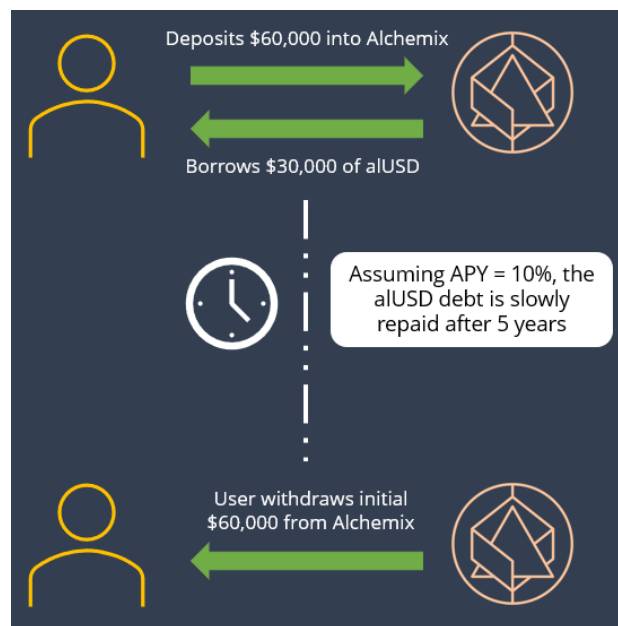 Deposits $60,000 into Alchemix
Borrows $30,000 of alUSD
Assuming APY = 10%, the
alUSD debt is slowly
repaid after 5 years
User withdraws initial
$60,000 from Alchemix